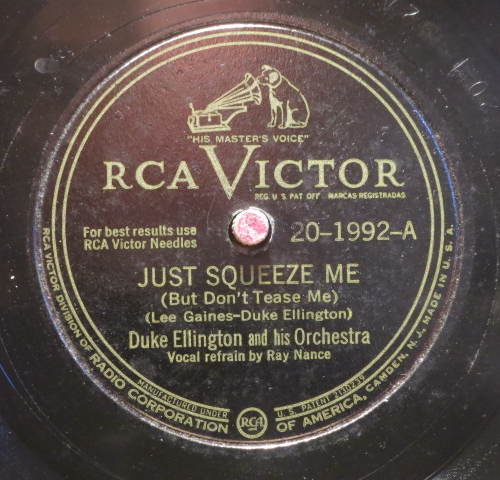 "HIS MASTER'S VOICE"
RCA VICTOR
REG. U. S. PAT. OFF. MARCAS REGISTRADAS
For best results use
RCA Victor Needles
20-1992-A
JUST SQUEEZE ME
(But Don't Tease Me)
(Lee Gaines-Duke Ellington)
Duke Ellington and his Orchestra
Vocal refrain by Ray Nance
MANUFACTURED UNDER U. S. PATENT 2130239
RCA VICTOR DIVISION OF RADIO CORPORATION OF AMERICA, CAMDEN, N. J. MADE IN U. S. A.
RCA